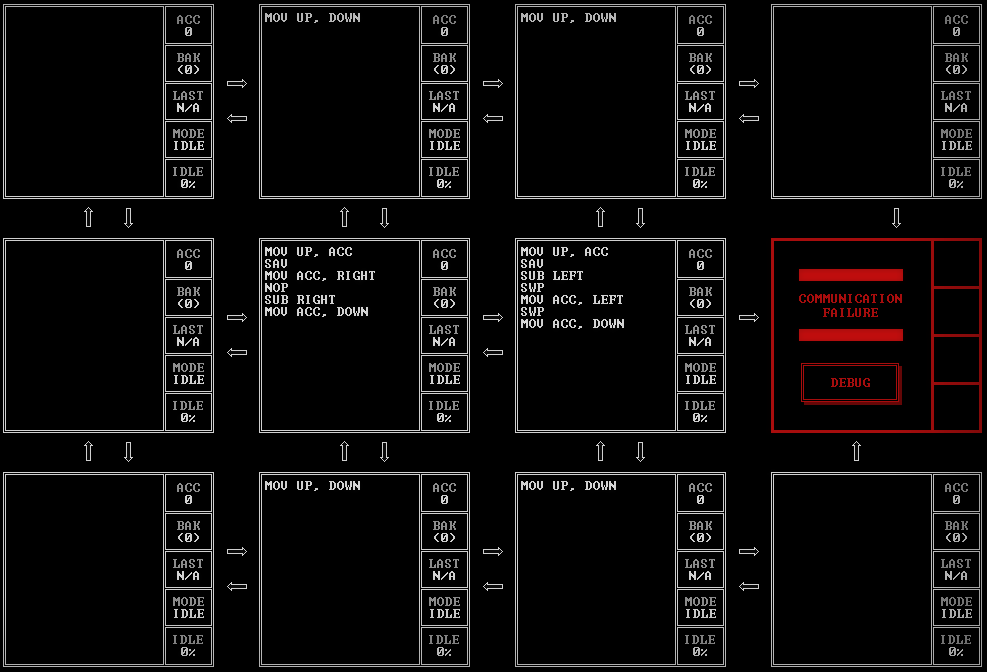 ACC
0
BAK
(0)
LAST
N/A
MODE
IDLE
IDLE
0%
MOV UP, DOWN
ACC
0
BAK
(0)
LAST
N/A
MODE
IDLE
IDLE
0%
MOV UP, DOWN
ACC
0
BAK
(0)
LAST
N/A
MODE
IDLE
IDLE
0%
ACC
0
BAK
(0)
LAST
N/A
MODE
IDLE
IDLE
0%
ACC
0
BAK
(0)
LAST
N/A
MODE
IDLE
IDLE
0%
MOV UP, ACC
SAV
MOV ACC, RIGHT
NOP
SUB RIGHT
MOV ACC, DOWN
ACC
0
BAK
(0)
LAST
N/A
MODE
IDLE
IDLE
0%
MOV UP, ACC
SAV
SUB LEFT
SWP
MOV ACC, LEFT
SWP
MOV ACC, DOWN
ACC
0
BAK
(0)
LAST
N/A
MODE
IDLE
IDLE
0%
COMMUNICATION
FAILURE
DEBUG
ACC
0
BAK
(0)
LAST
N/A
MODE
IDLE
IDLE
0%
MOV UP, DOWN
ACC
0
BAK
(0)
LAST
N/A
MODE
IDLE
IDLE
0%
MOV UP, DOWN
ACC
0
BAK
(0)
LAST
N/A
MODE
IDLE
IDLE
0%
ACC
0
BAK
(0)
LAST
N/A
MODE
IDLE
IDLE
0%